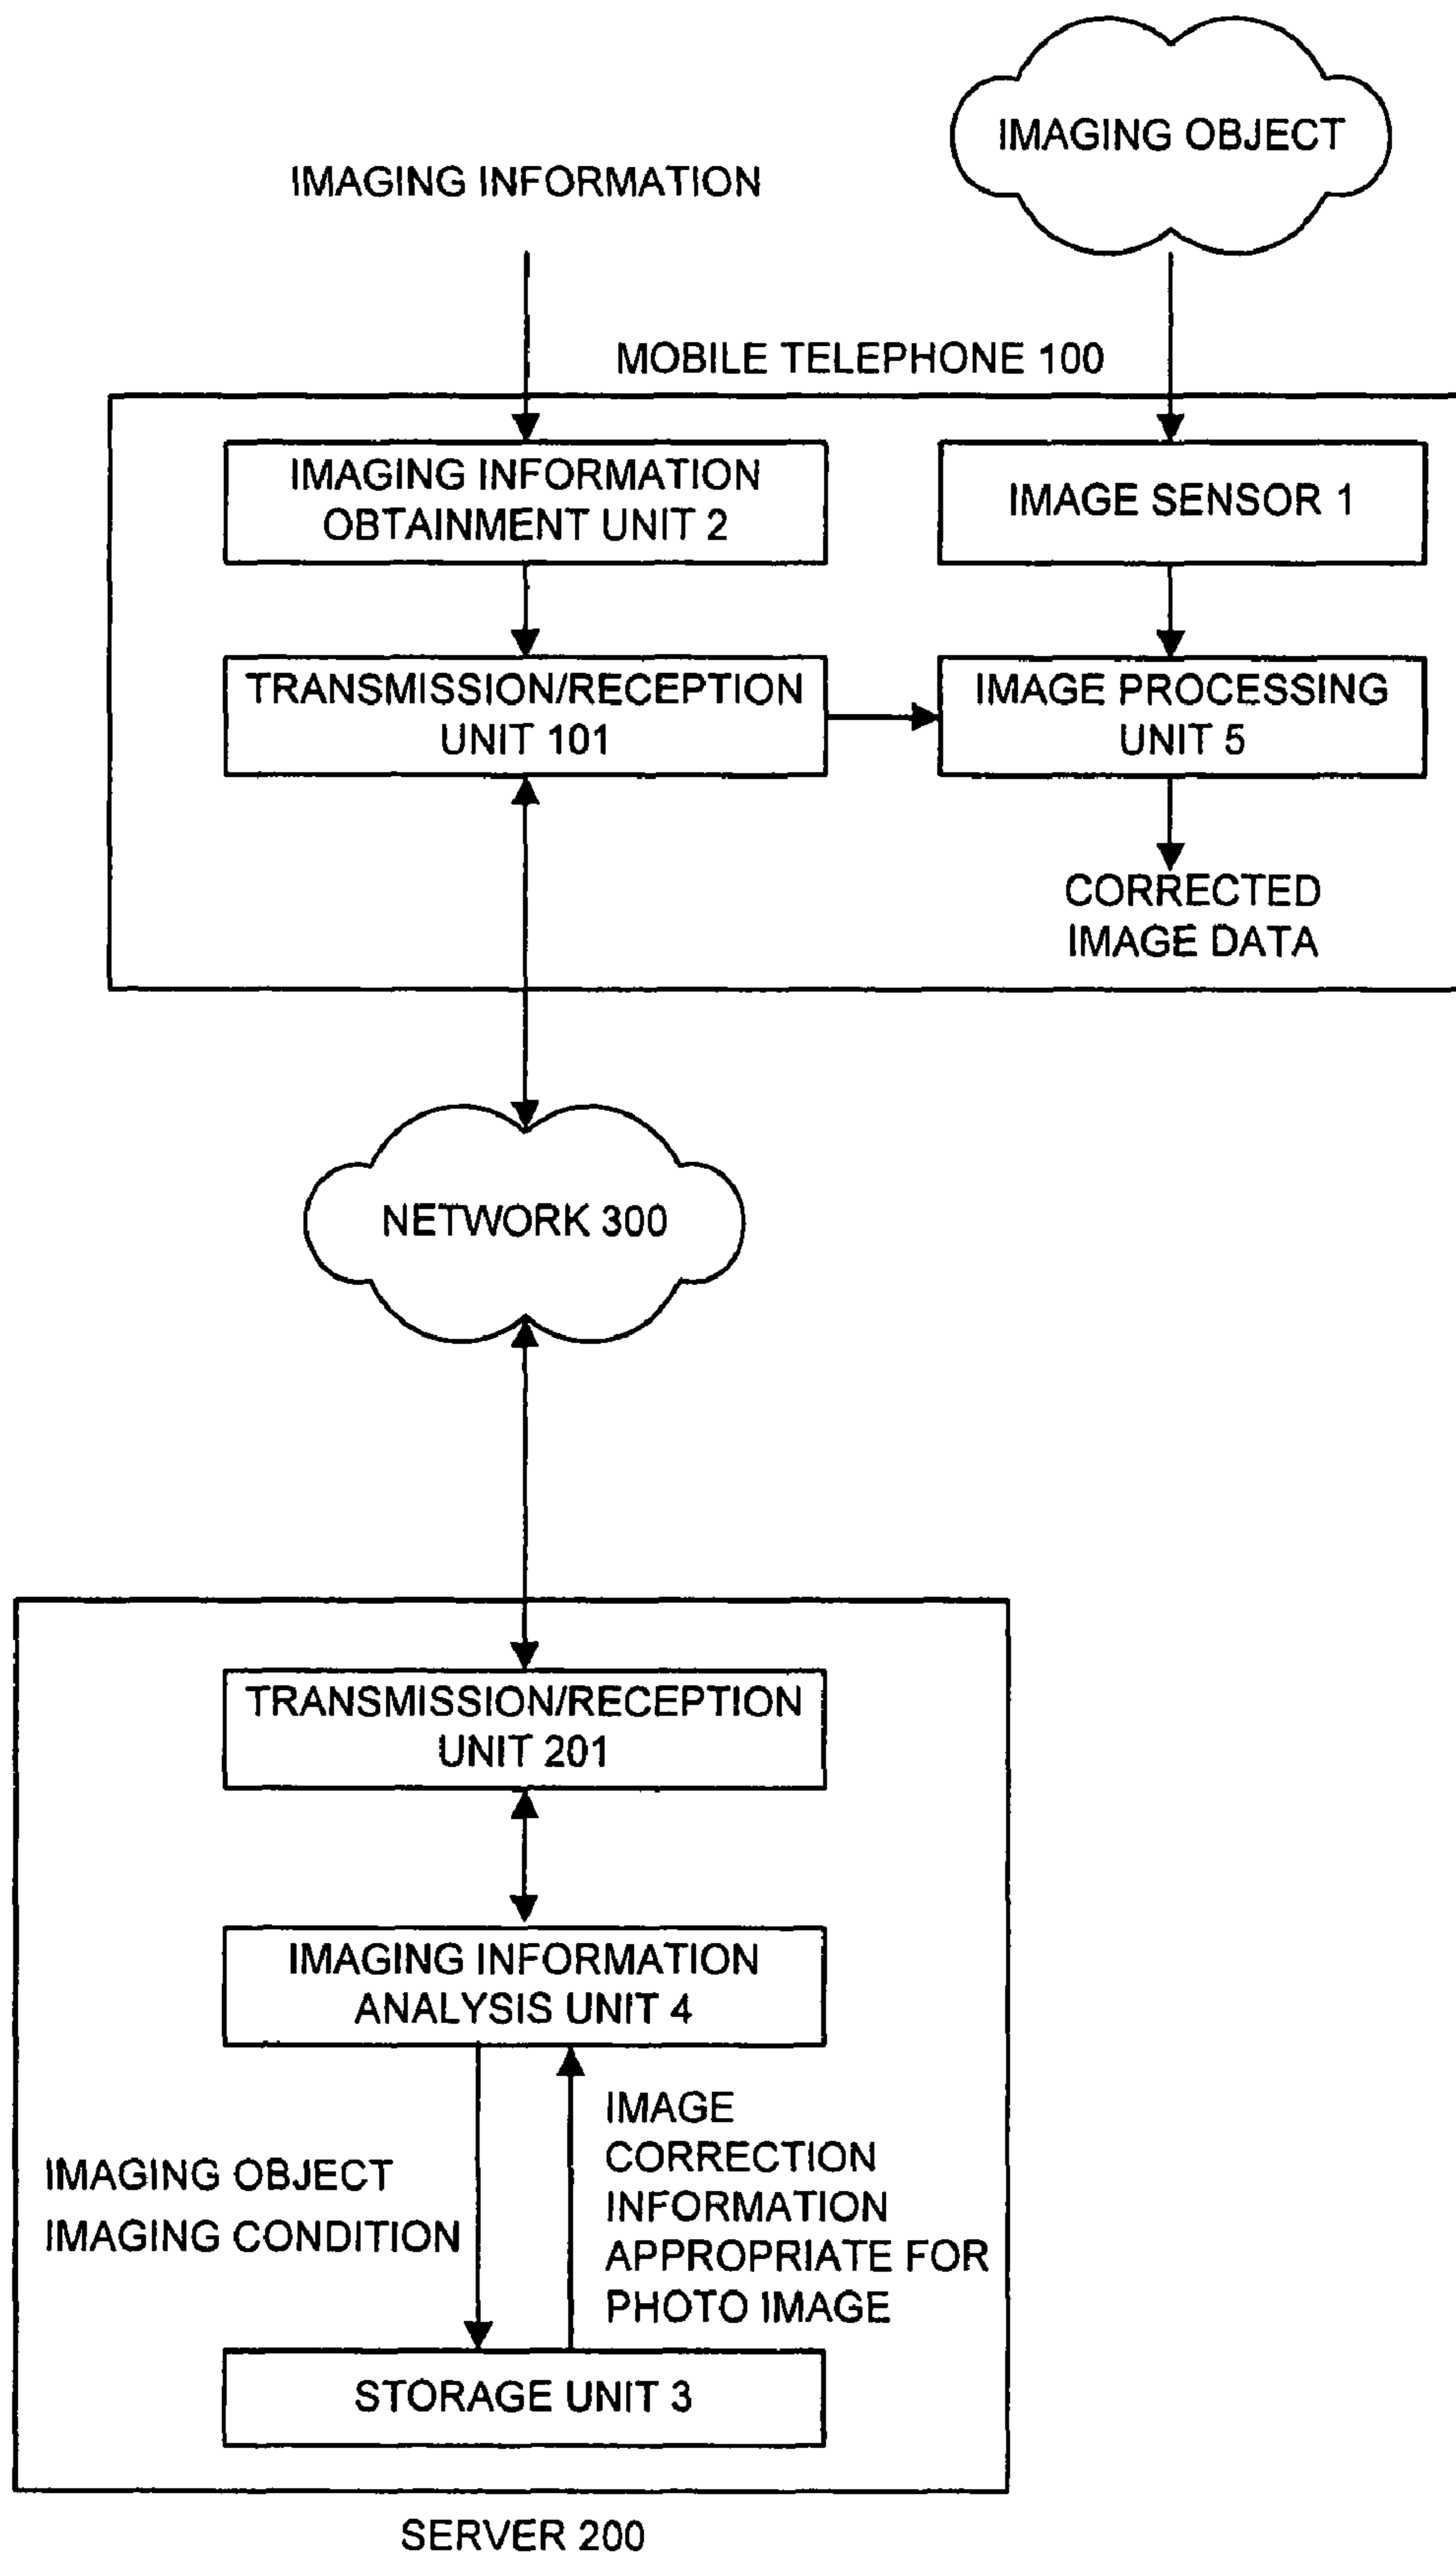 IMAGING OBJECT
IMAGING INFORMATION
MOBILE TELEPHONE 100
IMAGING INFORMATION
OBTAINMENT UNIT 2
IMAGE SENSOR 1
TRANSMISSION/RECEPTION
UNIT 101
IMAGE PROCESSING
UNIT 5
CORRECTED
IMAGE DATA
NETWORK 300
TRANSMISSION/RECEPTION
UNIT 201
IMAGING INFORMATION
ANALYSIS UNIT 4
IMAGING OBJECT
IMAGING CONDITION
IMAGE
CORRECTION
INFORMATION
APPROPRIATE FOR
PHOTO IMAGE
STORAGE UNIT 3
SERVER 200